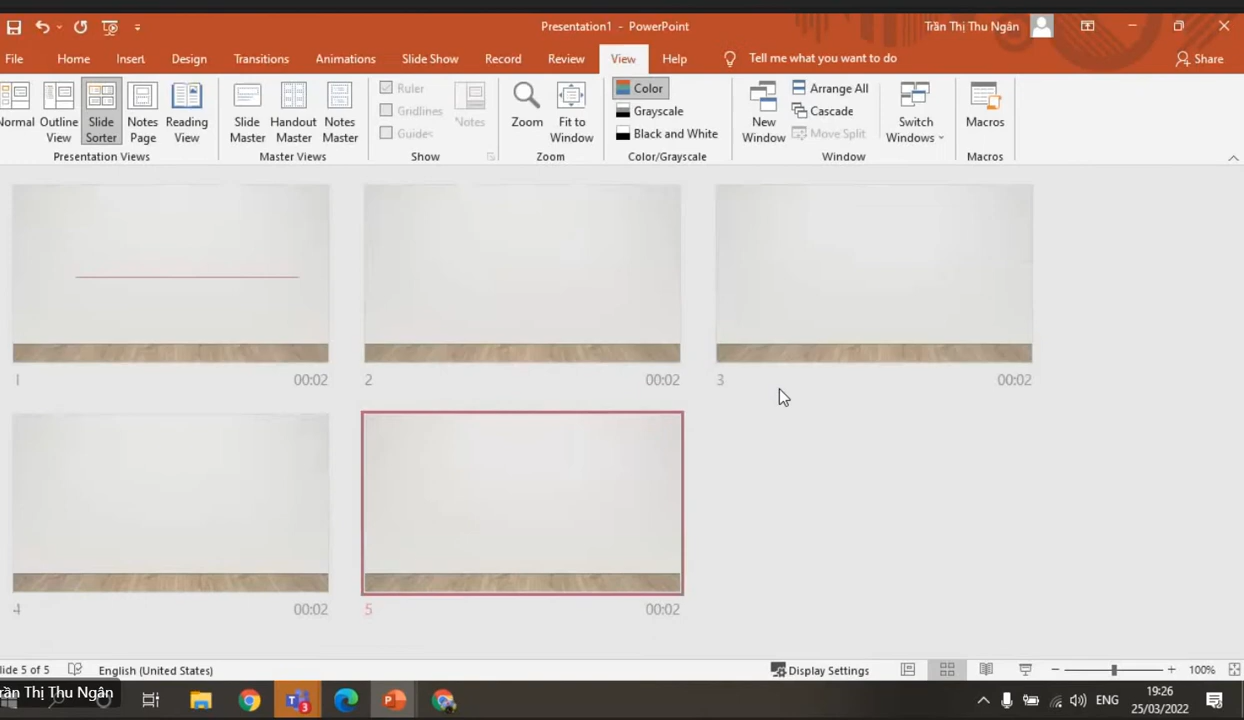 Presentation1 - PowerPoint
Trần Thị Thu Ngân
File Home Insert Design Transitions Animations Slide Show Record Review View Help Tell me what you want to do Share
Normal
Outline View
Slide Sorter
Notes Page
Reading View
Presentation Views
Slide Master
Handout Master
Notes Master
Master Views
Ruler
Gridlines
Guides
Notes
Show
Zoom
Fit to Window
Zoom
Color
Grayscale
Black and White
Color/Grayscale
New Window
Arrange All
Cascade
Move Split
Switch Windows
Window
Macros
Macros
1 00:02
2 00:02
3 00:02
4 00:02
5 00:02
lide 5 of 5 English (United States) Display Settings 100%
rần Thị Thu Ngân
3
ENG
19:26
25/03/2022